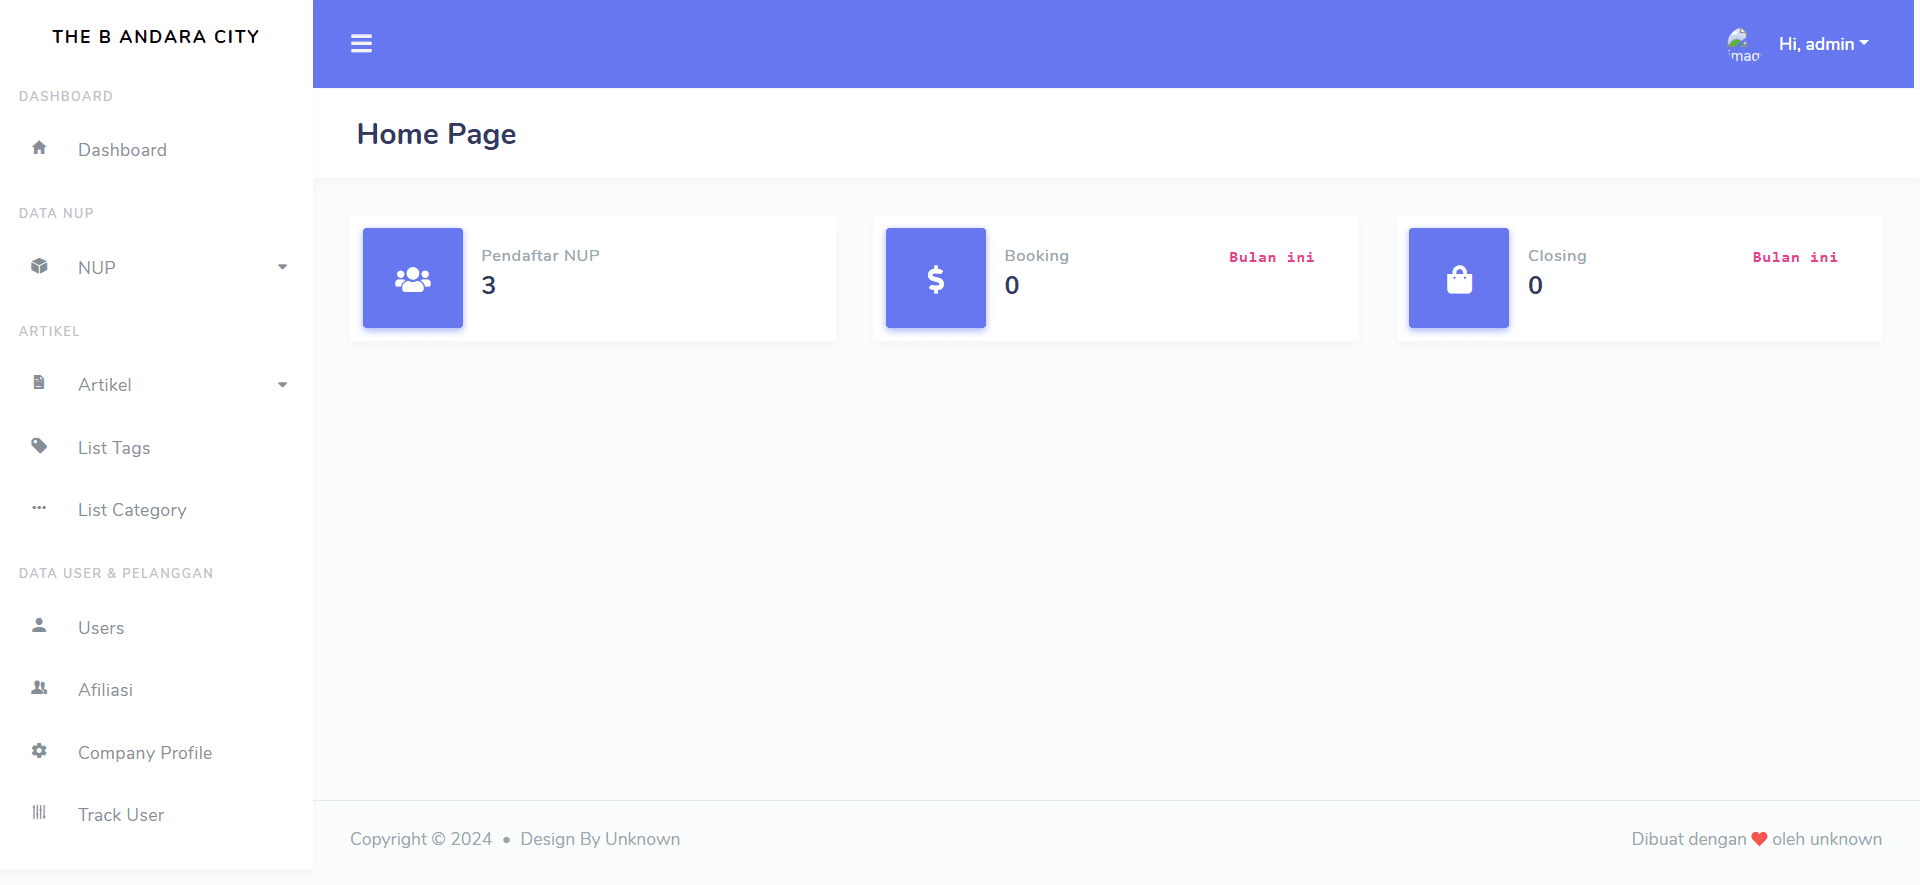 THE B ANDARA CITY
DASHBOARD
Dashboard
DATA NUP
NUP
ARTIKEL
Artikel
List Tags
List Category
DATA USER & PELANGGAN
Users
Afiliasi
Company Profile
Track User
Hi, admin
Home Page
Pendaftar NUP
3
Booking
Bulan ini
0
Closing
Bulan ini
0
Copyright © 2024 • Design By Unknown
Dibuat dengan ❤ oleh unknown